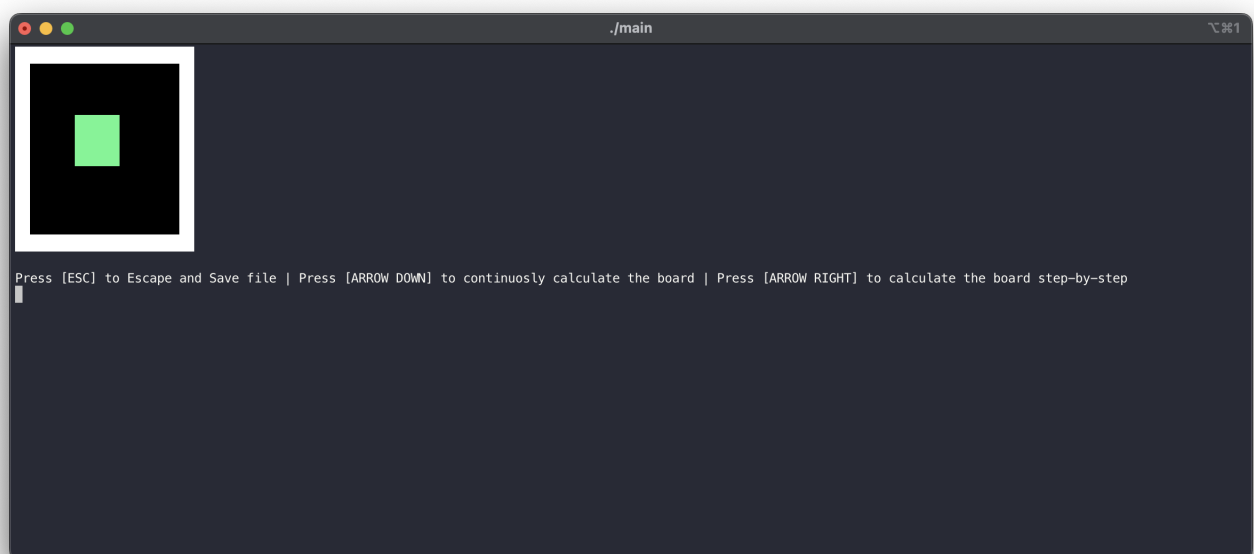 ./main
⌥⌘1
Press [ESC] to Escape and Save file | Press [ARROW DOWN] to continuosly calculate the board | Press [ARROW RIGHT] to calculate the board step-by-step